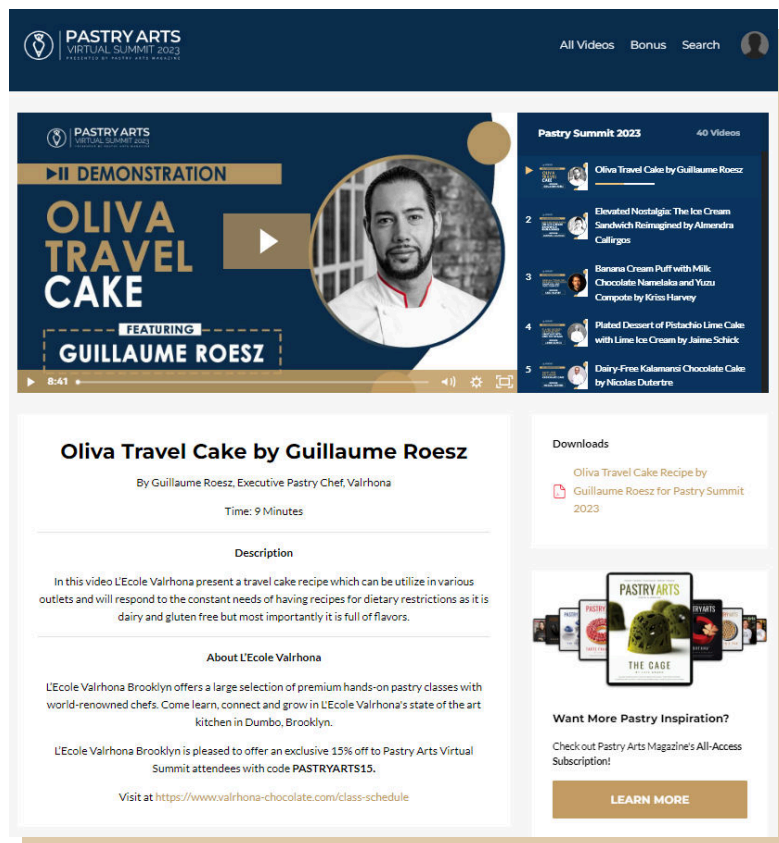 PASTRY ARTS
VIRTUAL SUMMIT 2023
PRESENTED BY PASTRY ARTS MAGAZINE
All Videos Bonus Search
PASTRY ARTS
VIRTUAL SUMMIT 2023
DEMONSTRATION
OLIVA
TRAVEL
CAKE
FEATURING
GUILLAUME ROESZ
8:41
Pastry Summit 2023 40 Videos
Oliva Travel Cake by Guillaume Roesz
2
Elevated Nostalgia: The Ice Cream
Sandwich Reimagined by Almendra
Callirgos
3
Banana Cream Puff with Milk
Chocolate Namelaka and Yuzu
Compote by Kriss Harvey
4
Plated Dessert of Pistachio Lime Cake
with Lime Ice Cream by Jaime Schick
5
Dairy-Free Kalamansi Chocolate Cake
by Nicolas Dutertre
Oliva Travel Cake by Guillaume Roesz
By Guillaume Roesz, Executive Pastry Chef, Valrhona
Time: 9 Minutes
Description
In this video L'Ecole Valrhona present a travel cake recipe which can be utilize in various
outlets and will respond to the constant needs of having recipes for dietary restrictions as it is
dairy and gluten free but most importantly it is full of flavors.
About L'Ecole Valrhona
L'Ecole Valrhona Brooklyn offers a large selection of premium hands-on pastry classes with
world-renowned chefs. Come learn, connect and grow in L'Ecole Valrhona's state of the art
kitchen in Dumbo, Brooklyn.
L'Ecole Valrhona Brooklyn is pleased to offer an exclusive 15% off to Pastry Arts Virtual
Summit attendees with code PASTRYARTS15.
Visit at https://www.valrhona-chocolate.com/class-schedule
Downloads
Oliva Travel Cake Recipe by
Guillaume Roesz for Pastry Summit
2023
PASTRYARTS
THE CAGE
Want More Pastry Inspiration?
Check out Pastry Arts Magazine's All-Access
Subscription!
LEARN MORE